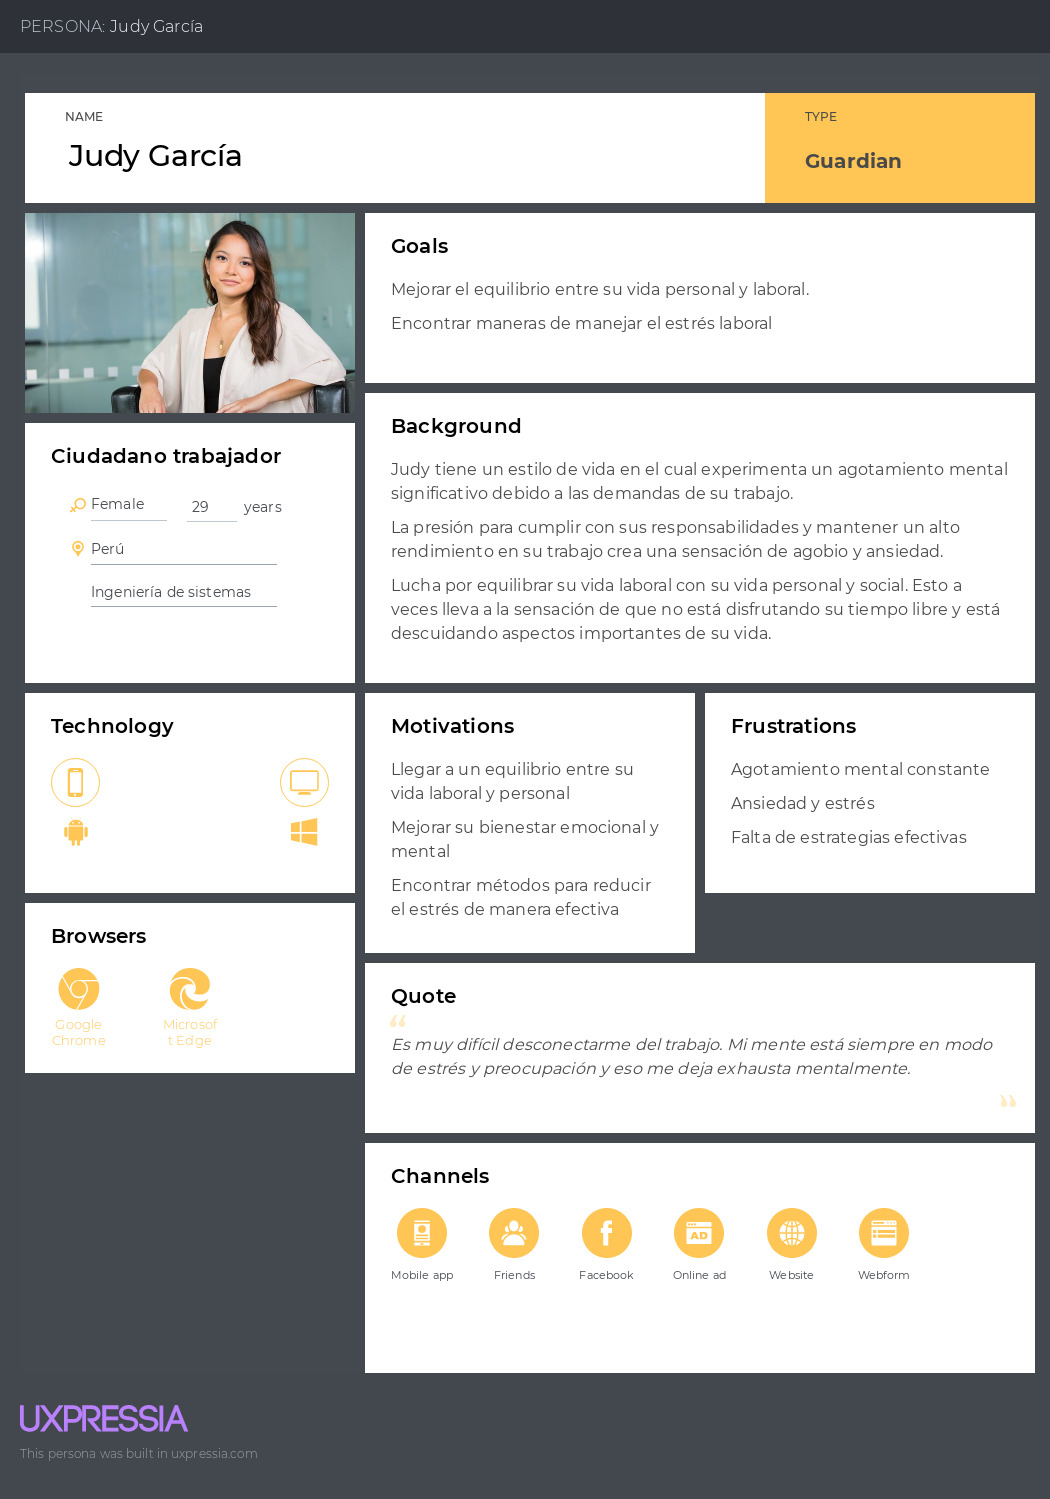 PERSONA: Judy García
NAME
Judy García
TYPE
Guardian
Goals
Mejorar el equilibrio entre su vida personal y laboral.
Encontrar maneras de manejar el estrés laboral
Ciudadano trabajador
Female
29
years
Perú
Ingeniería de sistemas
Background
Judy tiene un estilo de vida en el cual experimenta un agotamiento mental
significativo debido a las demandas de su trabajo.
La presión para cumplir con sus responsabilidades y mantener un alto
rendimiento en su trabajo crea una sensación de agobio y ansiedad.
Lucha por equilibrar su vida laboral con su vida personal y social. Esto a
veces lleva a la sensación de que no está disfrutando su tiempo libre y está
descuidando aspectos importantes de su vida.
Technology
Motivations
Llegar a un equilibrio entre su
vida laboral y personal
Mejorar su bienestar emocional y
mental
Encontrar métodos para reducir
el estrés de manera efectiva
Frustrations
Agotamiento mental constante
Ansiedad y estrés
Falta de estrategias efectivas
Browsers
Google
Chrome
Microsof
t Edge
Quote
“
Es muy difícil desconectarme del trabajo. Mi mente está siempre en modo
de estrés y preocupación y eso me deja exhausta mentalmente.
”
Channels
AD
Mobile app
Friends
Facebook
Online ad
Website
Webform
UXPRESSIA
This persona was built in uxpressia.com